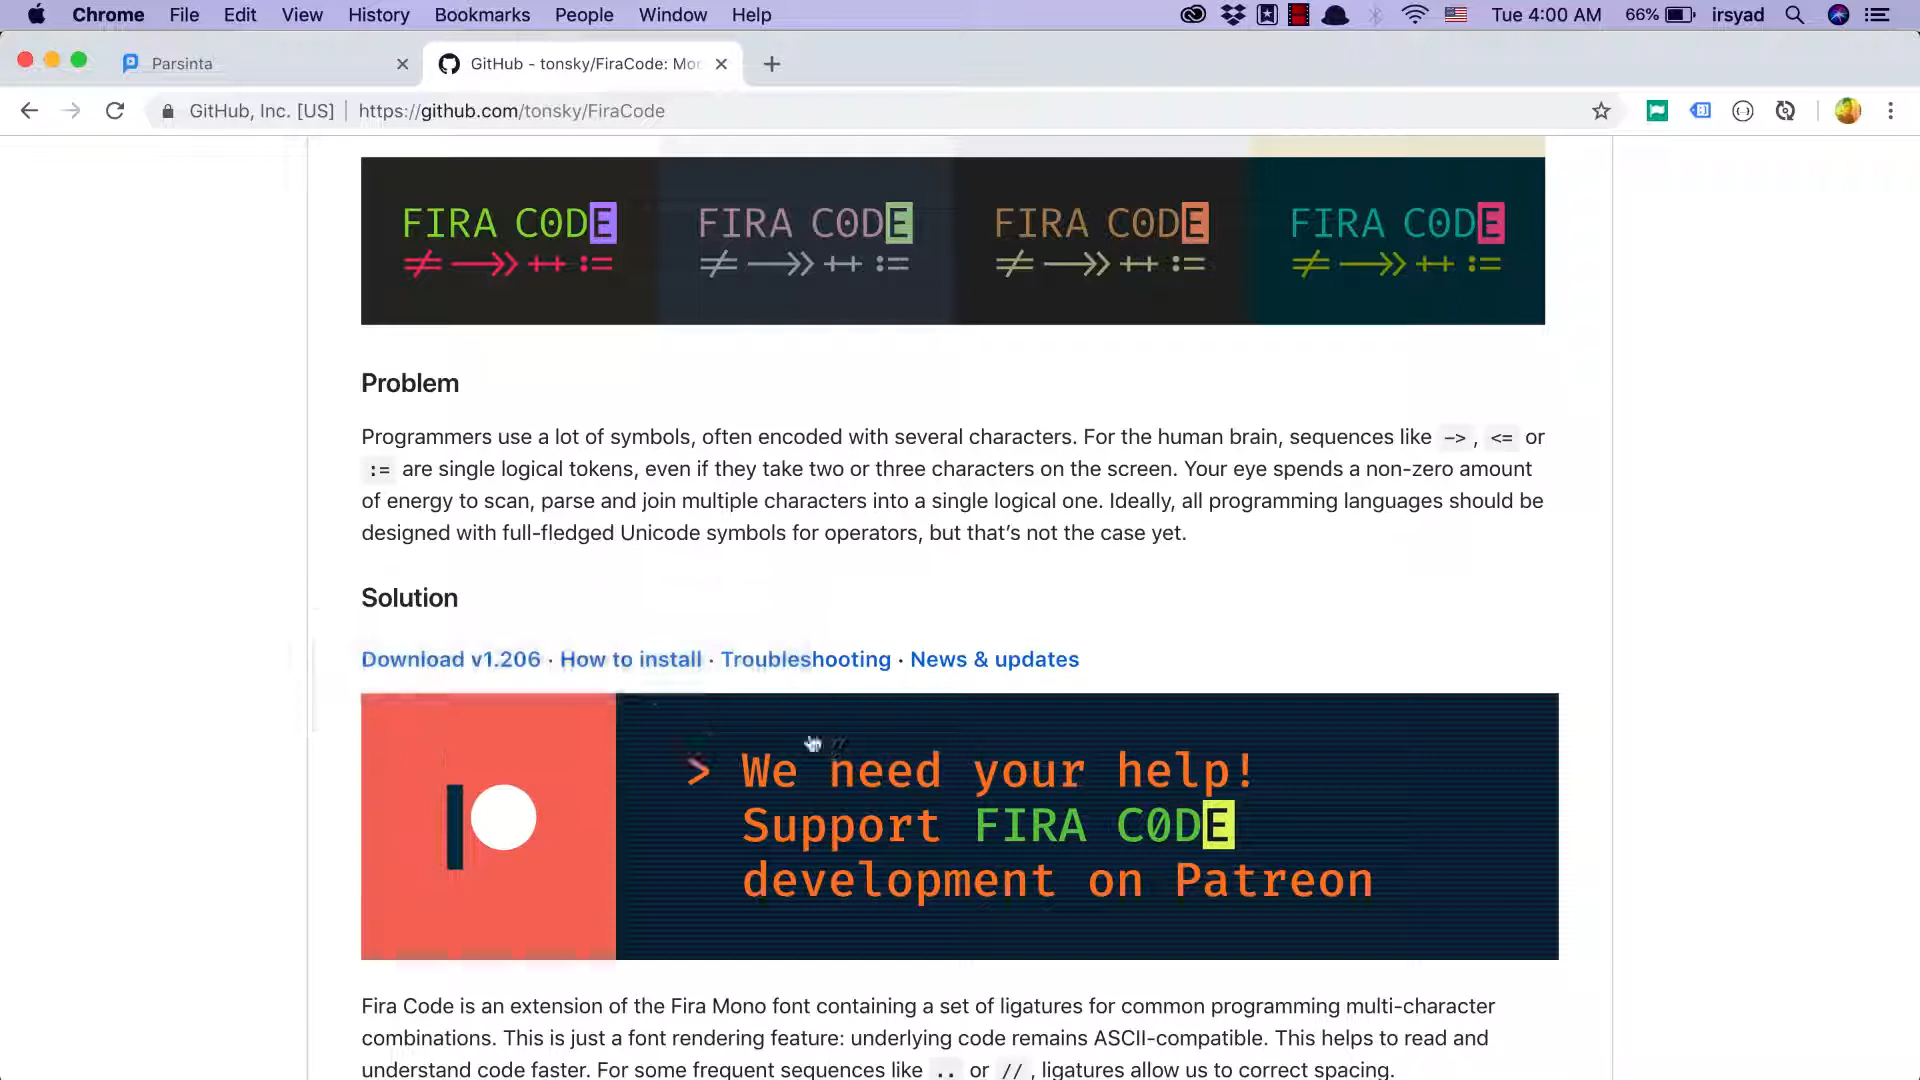 Chrome File Edit View History Bookmarks People Window Help Tue 4:00 AM 66% irsyad
Parsinta GitHub - tonsky/FiraCode: Mon
GitHub, Inc. [US] https://github.com/tonsky/FiraCode
FIRA C0DE FIRA C0DE FIRA C0DE FIRA C0DE
≠ ->> ++ := ≠ ->> ++ := ≠ ->> ++ := ≠ ->> ++ :=
Problem
Programmers use a lot of symbols, often encoded with several characters. For the human brain, sequences like ->, <= or
:= are single logical tokens, even if they take two or three characters on the screen. Your eye spends a non-zero amount
of energy to scan, parse and join multiple characters into a single logical one. Ideally, all programming languages should be
designed with full-fledged Unicode symbols for operators, but that’s not the case yet.
Solution
Download v1.206 · How to install · Troubleshooting · News & updates
> We need your help!
Support FIRA C0DE
development on Patreon
Fira Code is an extension of the Fira Mono font containing a set of ligatures for common programming multi-character
combinations. This is just a font rendering feature: underlying code remains ASCII-compatible. This helps to read and
understand code faster. For some frequent sequences like .. or //, ligatures allow us to correct spacing.